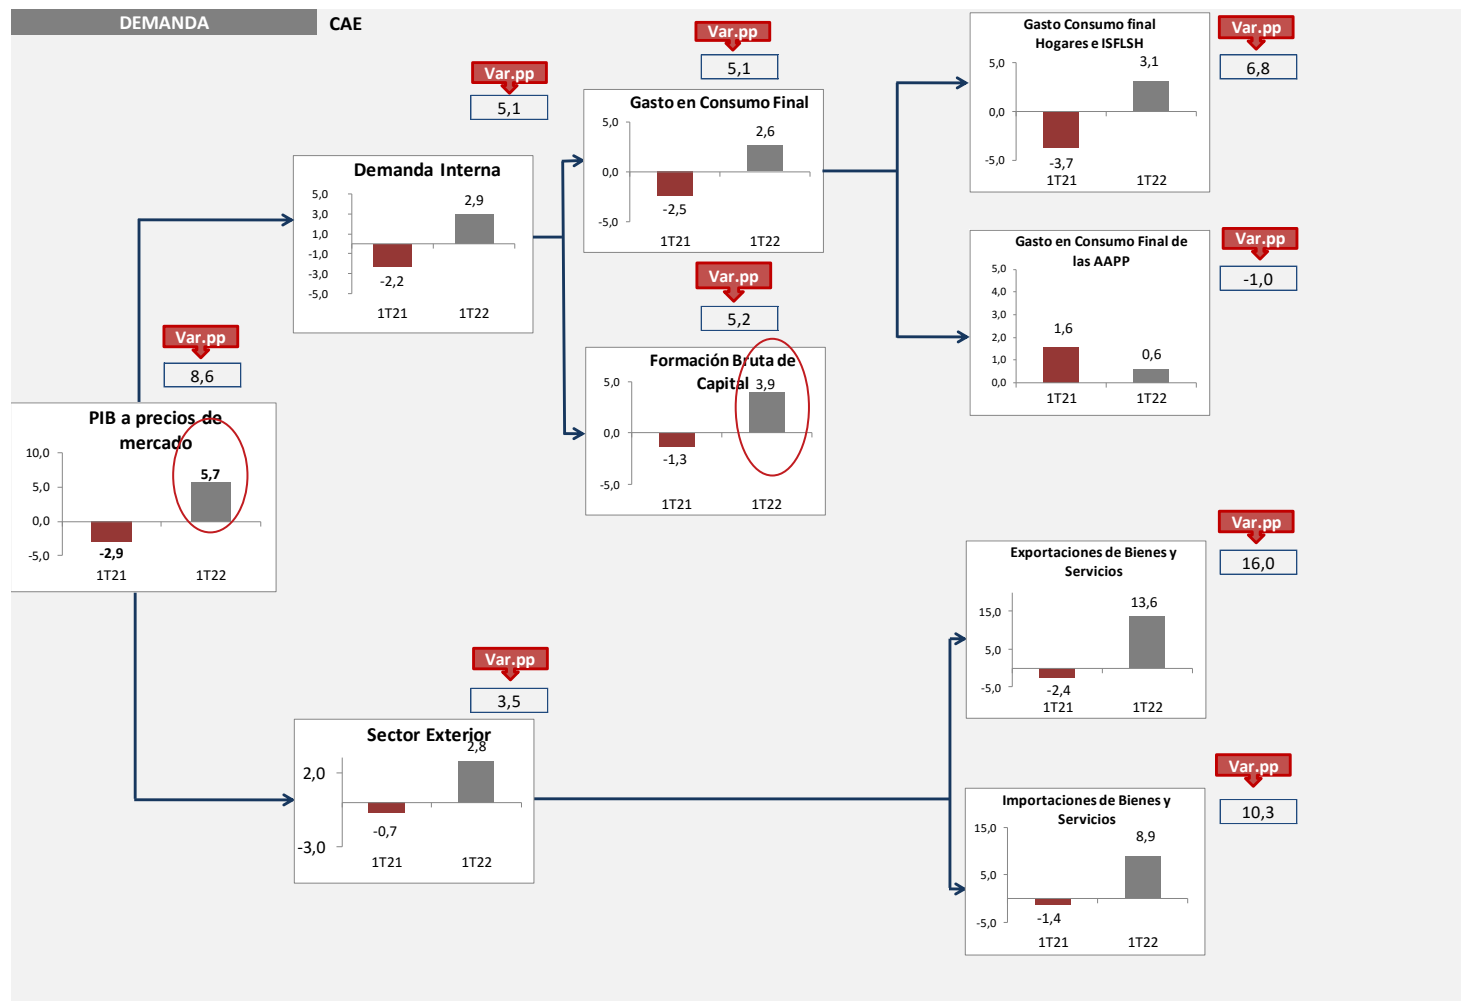 DEMANDA
CAE
Var.pp
8,6
PIB a precios de
mercado
10,0
5,0
0,0
-5,0
5,7
-2,9
1T21
1T22
Var.pp
5,1
Demanda Interna
5,0
3,0
1,0
-1,0
-3,0
-5,0
2,9
-2,2
1T21
1T22
Var.pp
5,1
Gasto en Consumo Final
5,0
0,0
-5,0
2,6
-2,5
1T21
1T22
Var.pp
5,2
Formación Bruta de
Capital
5,0
0,0
-5,0
3,9
-1,3
1T21
1T22
Gasto Consumo final
Hogares e ISFLSH
5,0
0,0
-5,0
3,1
-3,7
1T21
1T22
Var.pp
6,8
Gasto en Consumo Final de
las AAPP
5,0
4,0
3,0
2,0
1,0
0,0
1,6
0,6
1T21
1T22
Var.pp
-1,0
Var.pp
3,5
Sector Exterior
2,0
-3,0
2,8
-0,7
1T21
1T22
Exportaciones de Bienes y
Servicios
15,0
5,0
-5,0
13,6
-2,4
1T21
1T22
Var.pp
16,0
Importaciones de Bienes y
Servicios
15,0
5,0
-5,0
8,9
-1,4
1T21
1T22
Var.pp
10,3